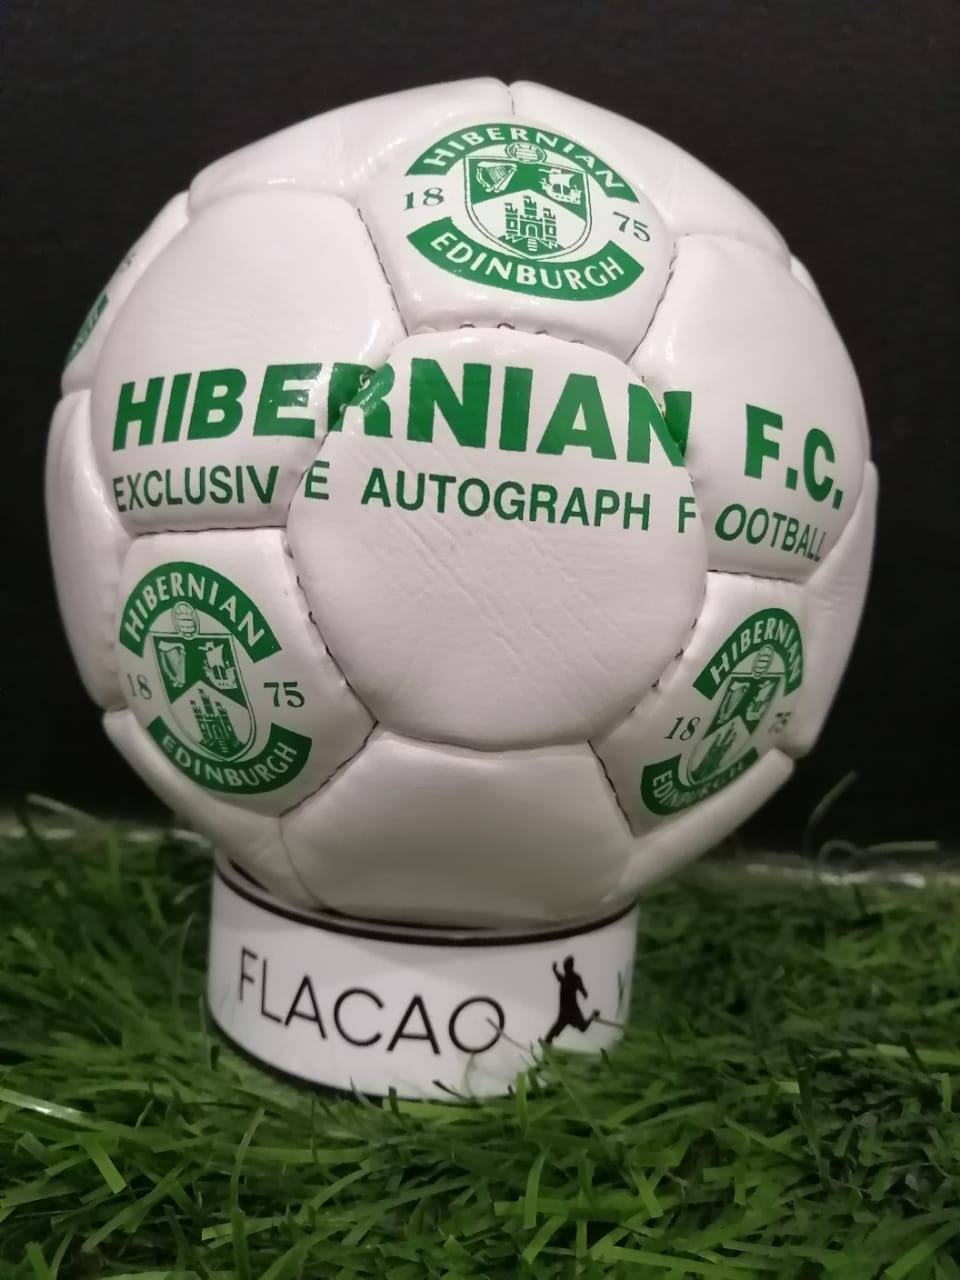 HIBERNIAN
18 75
EDINBURGH
HIBERNIAN F.C.
EXCLUSIVE AUTOGRAPH FOOTBALL
HIBERNIAN
18 75
EDINBURGH
HIBERNIAN
18 75
EDINBURGH
FLACAO